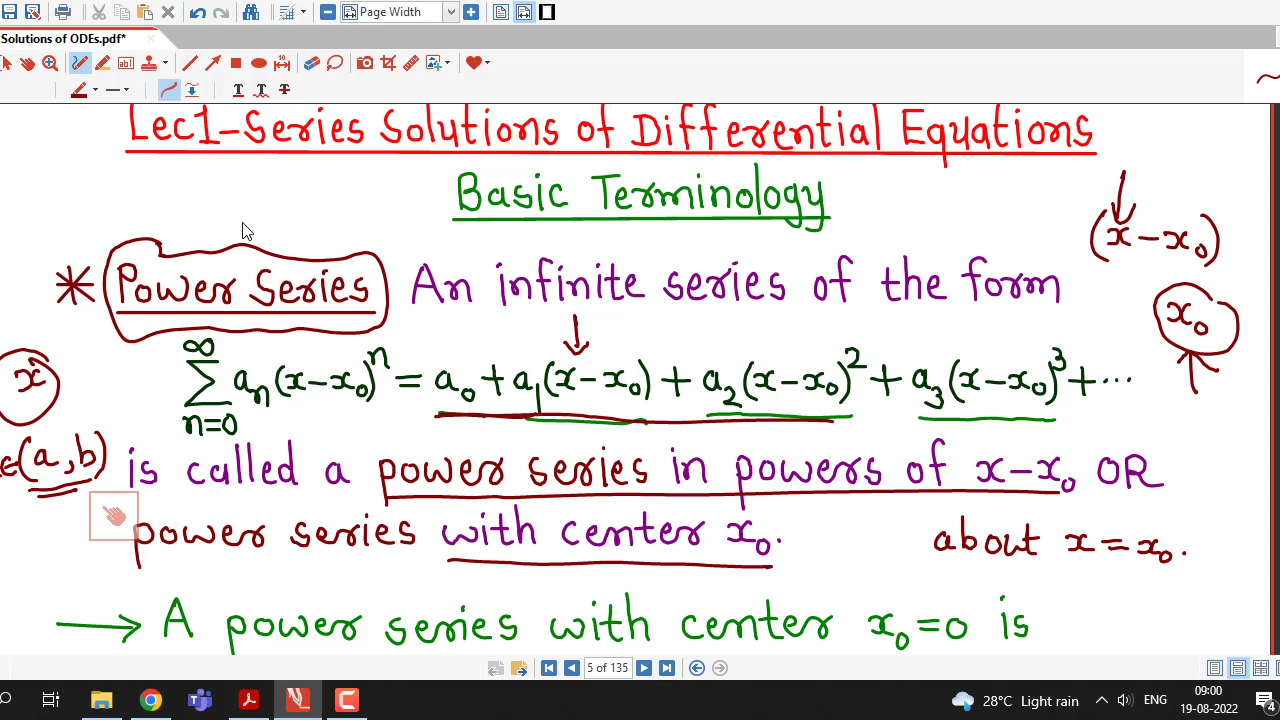 Page Width
Solutions of ODEs.pdf*
Lec1-Series Solutions of Differential Equations
Basic Terminology
(x-x₀)
* Power Series An infinite series of the form
x₀
x
∞
∑ aₙ(x-x₀)ⁿ = a₀ + a₁(x-x₀) + a₂(x-x₀)² + a₃(x-x₀)³ + ...
n=0
∈(a,b) is called a power series in powers of x-x₀ OR
power series with center x₀. about x=x₀.
→ A power series with center x₀=0 is
5 of 135
28°C Light rain ENG 09:00
19-08-2022 4